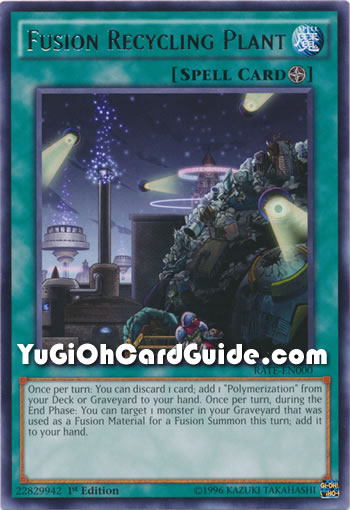 FUSION RECYCLING PLANT 魔
[SPELL CARD]
YuGiOhCardGuide.com
RATE-EN000
Once per turn: You can discard 1 card; add 1 "Polymerization" from
your Deck or Graveyard to your hand. Once per turn, during the
End Phase: You can target 1 monster in your Graveyard that was
used as a Fusion Material for a Fusion Summon this turn; add
it to your hand.
22829942 1st Edition ©1996 KAZUKI TAKAHASHI